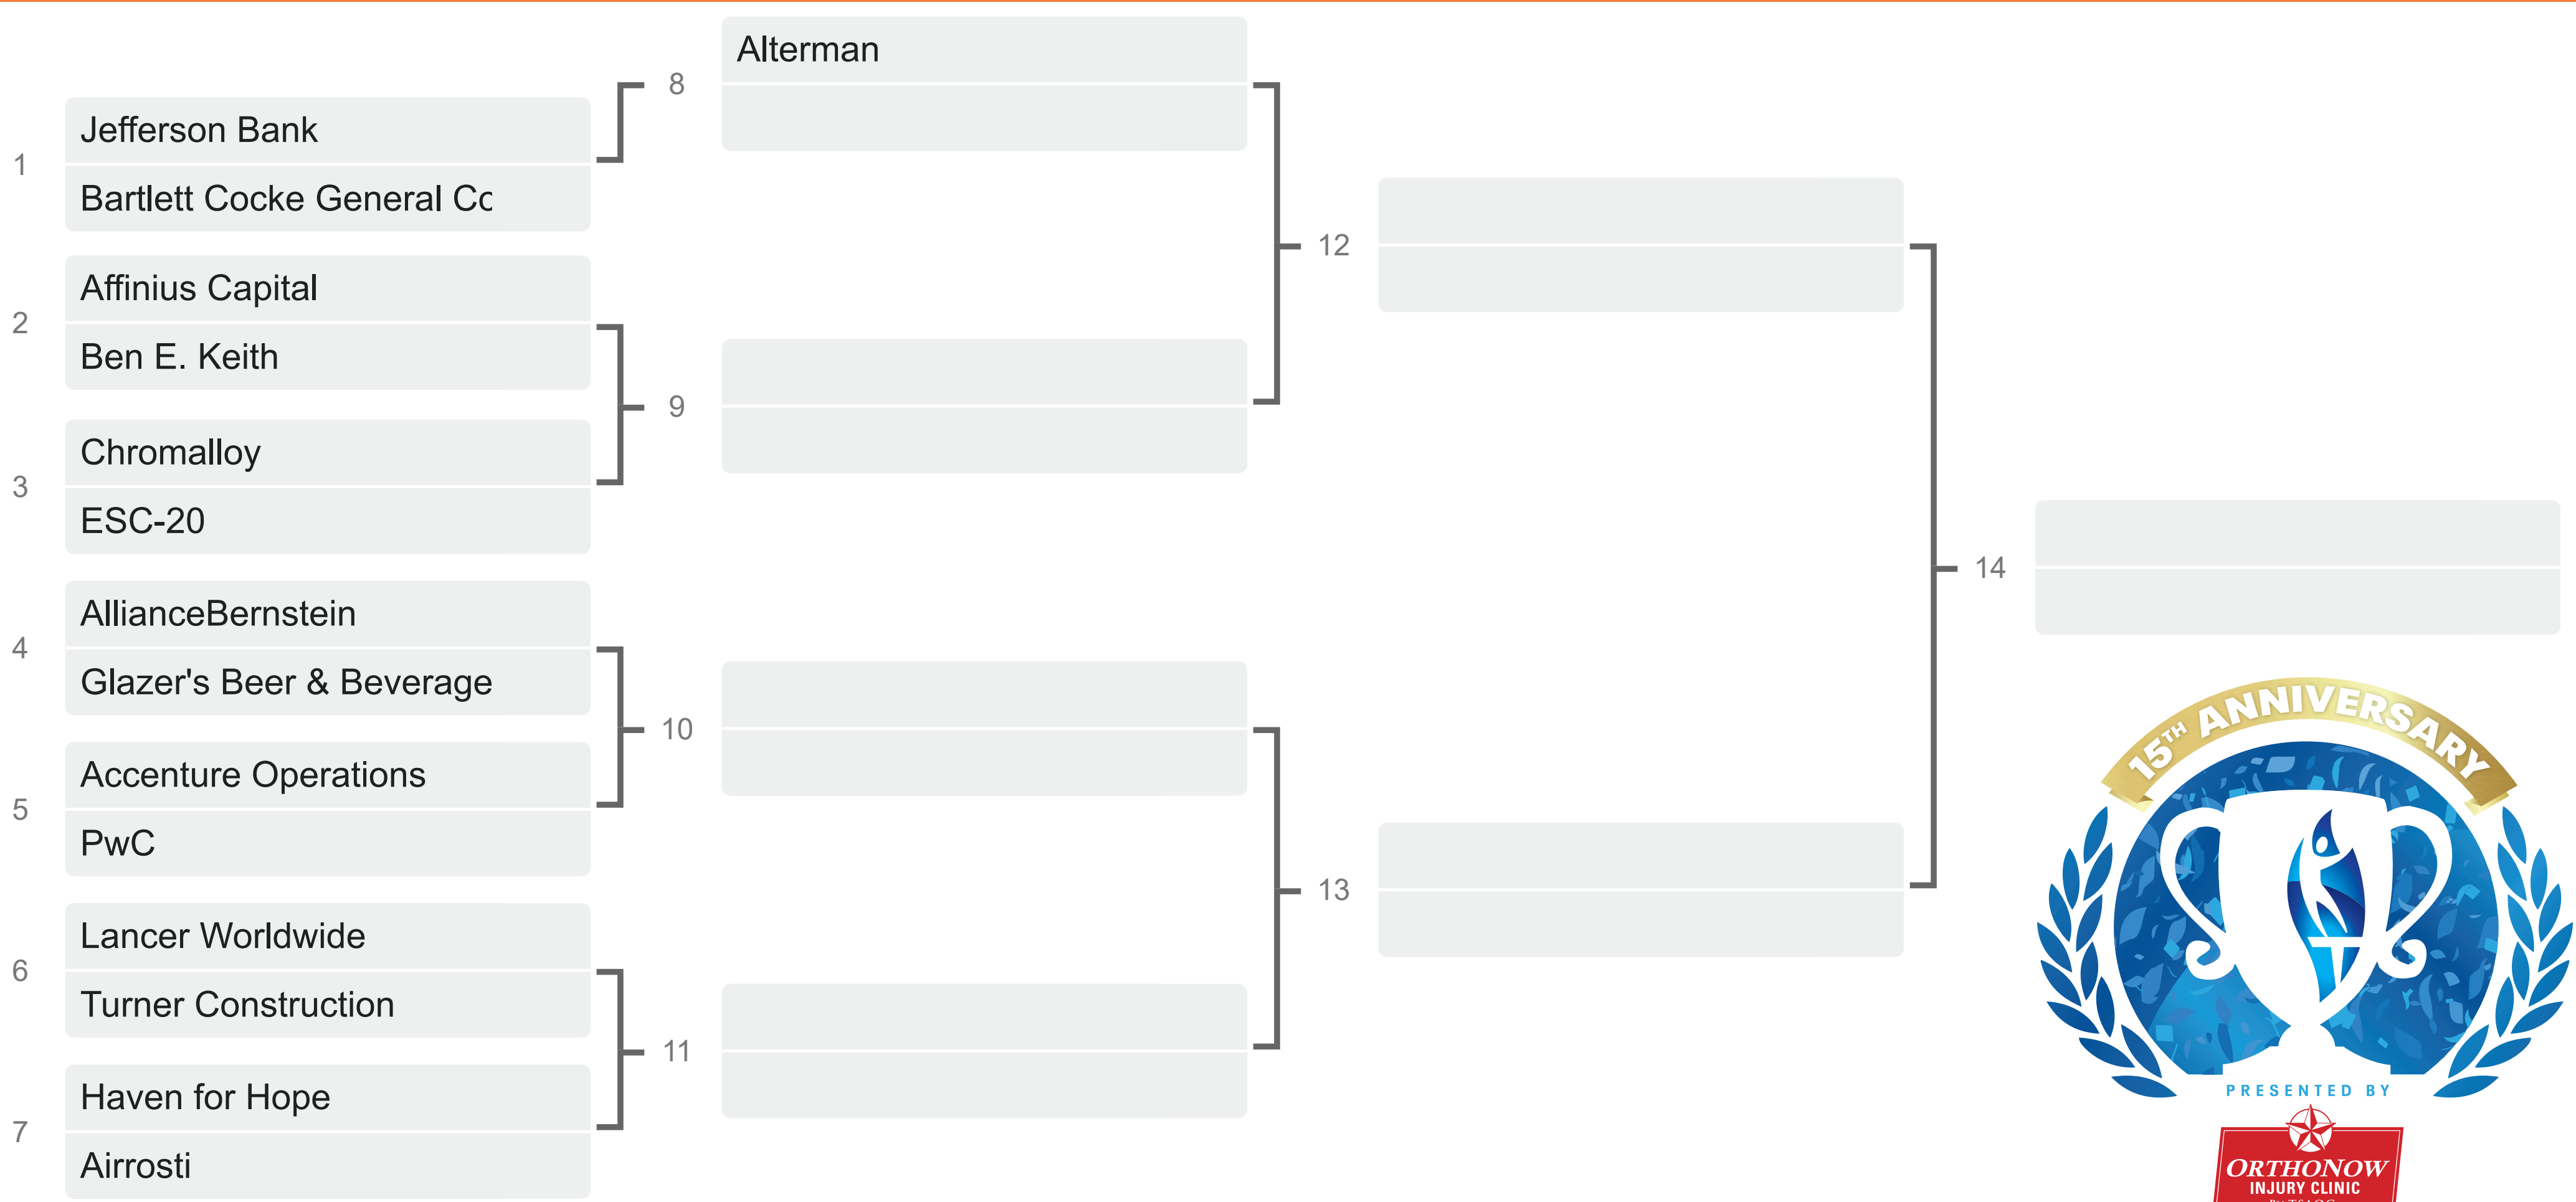 Alterman
8
Jefferson Bank
1
Bartlett Cocke General Cc
Affinius Capital
2
Ben E. Keith
9
Chromalloy
3
ESC-20
12
AllianceBernstein
4
Glazer's Beer & Beverage
10
Accenture Operations
5
PwC
13
Lancer Worldwide
6
Turner Construction
11
Haven for Hope
7
Airrosti
14
15TH ANNIVERSARY
PRESENTED BY
ORTHONOW
INJURY CLINIC
BY TSAOG